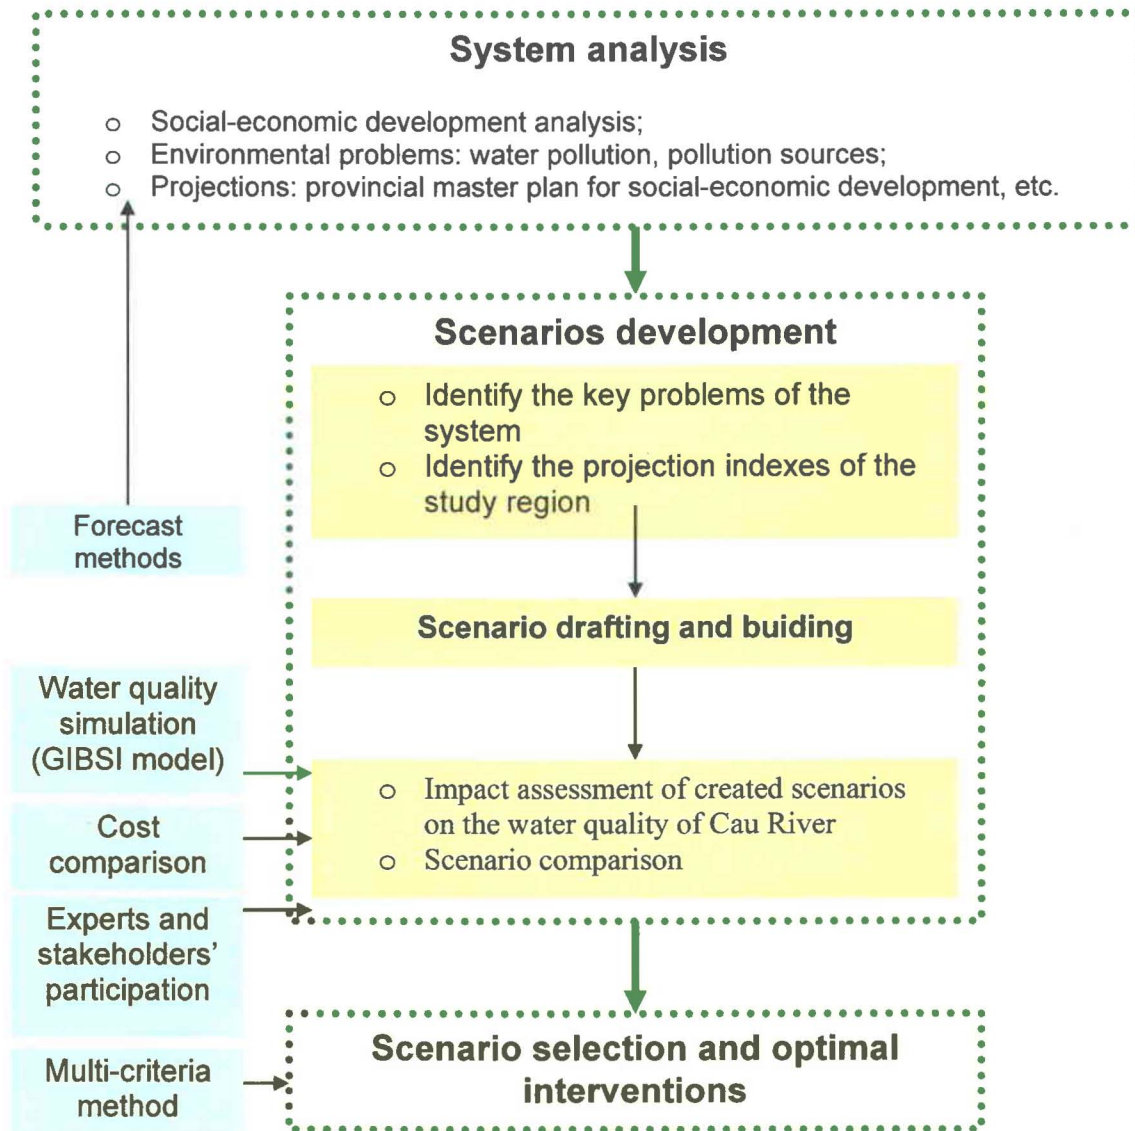 System analysis
o Social-economic development analysis;
o Environmental problems: water pollution, pollution sources;
o Projections: provincial master plan for social-economic development, etc.
Scenarios development
o Identify the key problems of the
system
o Identify the projection indexes of the
study region
Forecast
methods
Scenario drafting and buiding
Water quality
simulation
(GIBSI model)
o Impact assessment of created scenarios
on the water quality of Cau River
o Scenario comparison
Cost
comparison
Experts and
stakeholders'
participation
Scenario selection and optimal
interventions
Multi-criteria
method